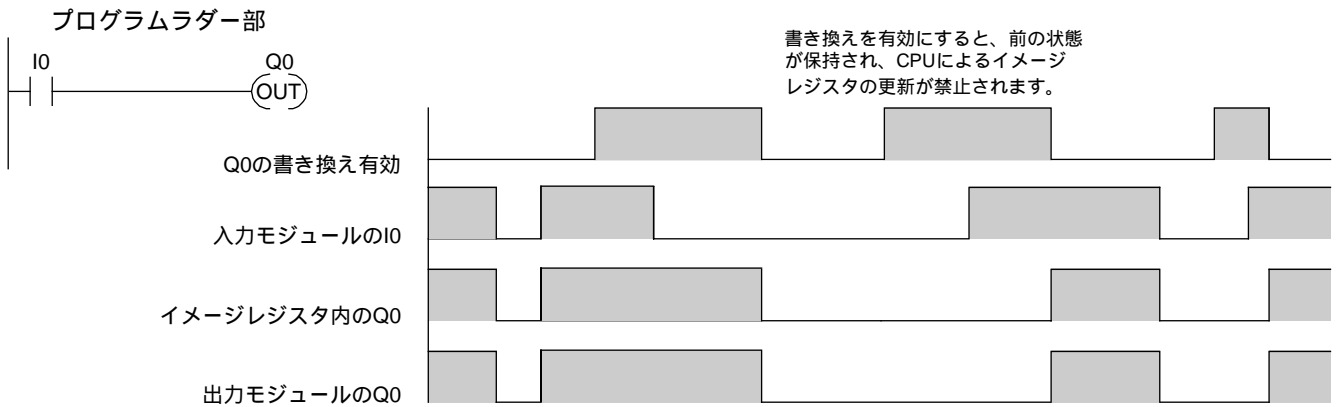 プログラムラダー部
I0
Q0
OUT
書き換えを有効にすると、前の状態
が保持され、CPUによるイメージ
レジスタの更新が禁止されます。
Q0の書き換え有効
入力モジュールのI0
イメージレジスタ内のQ0
出力モジュールのQ0